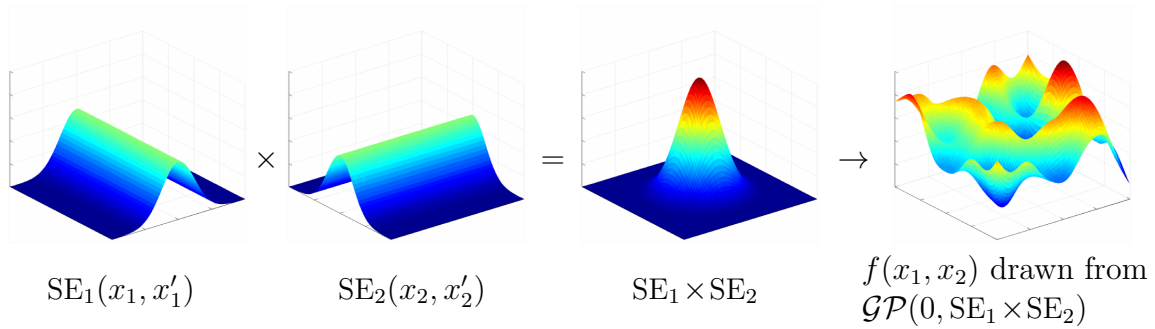 × = →
SE₁(x₁, x′₁) SE₂(x₂, x′₂) SE₁×SE₂ f(x₁, x₂) drawn from
𝒢𝒫(0, SE₁×SE₂)